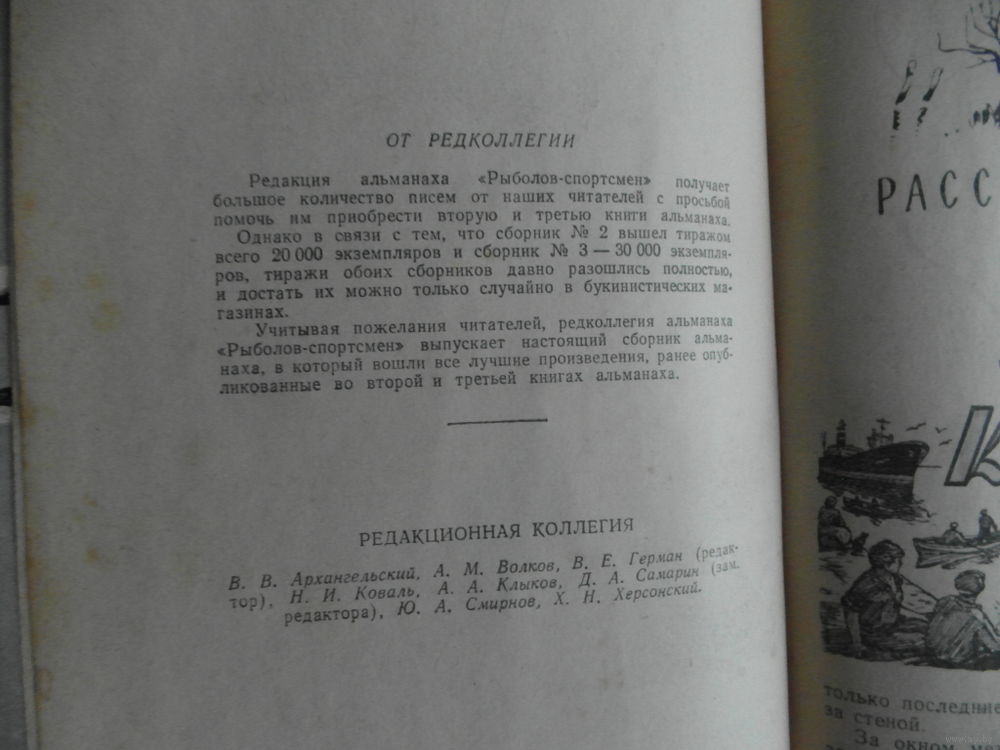 ОТ РЕДКОЛЛЕГИИ
Редакция альманаха «Рыболов-спортсмен» получает
большое количество писем от наших читателей с просьбой
помочь им приобрести вторую и третью книги альманаха.
Однако в связи с тем, что сборник № 2 вышел тиражом
всего 20 000 экземпляров и сборник № 3 — 30 000 экземпля-
ров, тиражи обоих сборников давно разошлись полностью,
и достать их можно только случайно в букинистических ма-
газинах.
Учитывая пожелания читателей, редколлегия альманаха
«Рыболов-спортсмен» выпускает настоящий сборник альма-
наха, в который вошли все лучшие произведения, ранее опуб-
ликованные во второй и третьей книгах альманаха.
РЕДАКЦИОННАЯ КОЛЛЕГИЯ
В. В. Архангельский, А. М. Волков, В. Е. Герман (редак-
тор), Н. И. Коваль, А. А. Клыков, Д. А. Самарин (зам.
редактора), Ю. А. Смирнов, Х. Н. Херсонский.
РАСС
К
только последние
за стеной.
За окном